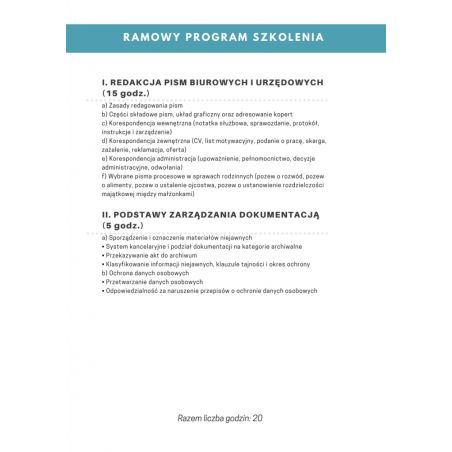 RAMOWY PROGRAM SZKOLENIA
I. REDAKCJA PISM BIUROWYCH I URZĘDOWYCH
(15 godz.)
a) Zasady redagowania pism
b) Części składowe pism, układ graficzny oraz adresowanie kopert
c) Korespondencja wewnętrzna (notatka służbowa, sprawozdanie, protokół,
instrukcje i zarządzenie)
d) Korespondencja zewnętrzna (CV, list motywacyjny, podanie o pracę, skarga,
zażalenie, reklamacja, oferta)
e) Korespondencja administracja (upoważnienie, pełnomocnictwo, decyzje
administracyjne, odwołania)
f) Wybrane pisma procesowe w sprawach rodzinnych (pozew o rozwód, pozew
o alimenty, pozew o ustalenie ojcostwa, pozew o ustanowienie rozdzielczości
majątkowej między małżonkami)
II. PODSTAWY ZARZĄDZANIA DOKUMENTACJĄ
(5 godz.)
a) Sporządzenie i oznaczenie materiałów niejawnych
• System kancelaryjne i podział dokumentacji na kategorie archiwalne
• Przekazywanie akt do archiwum
• Klasyfikowanie informacji niejawnych, klauzule tajności i okres ochrony
b) Ochrona danych osobowych
• Przetwarzanie danych osobowych
• Odpowiedzialność za naruszenie przepisów o ochronie danych osobowych
Razem liczba godzin: 20